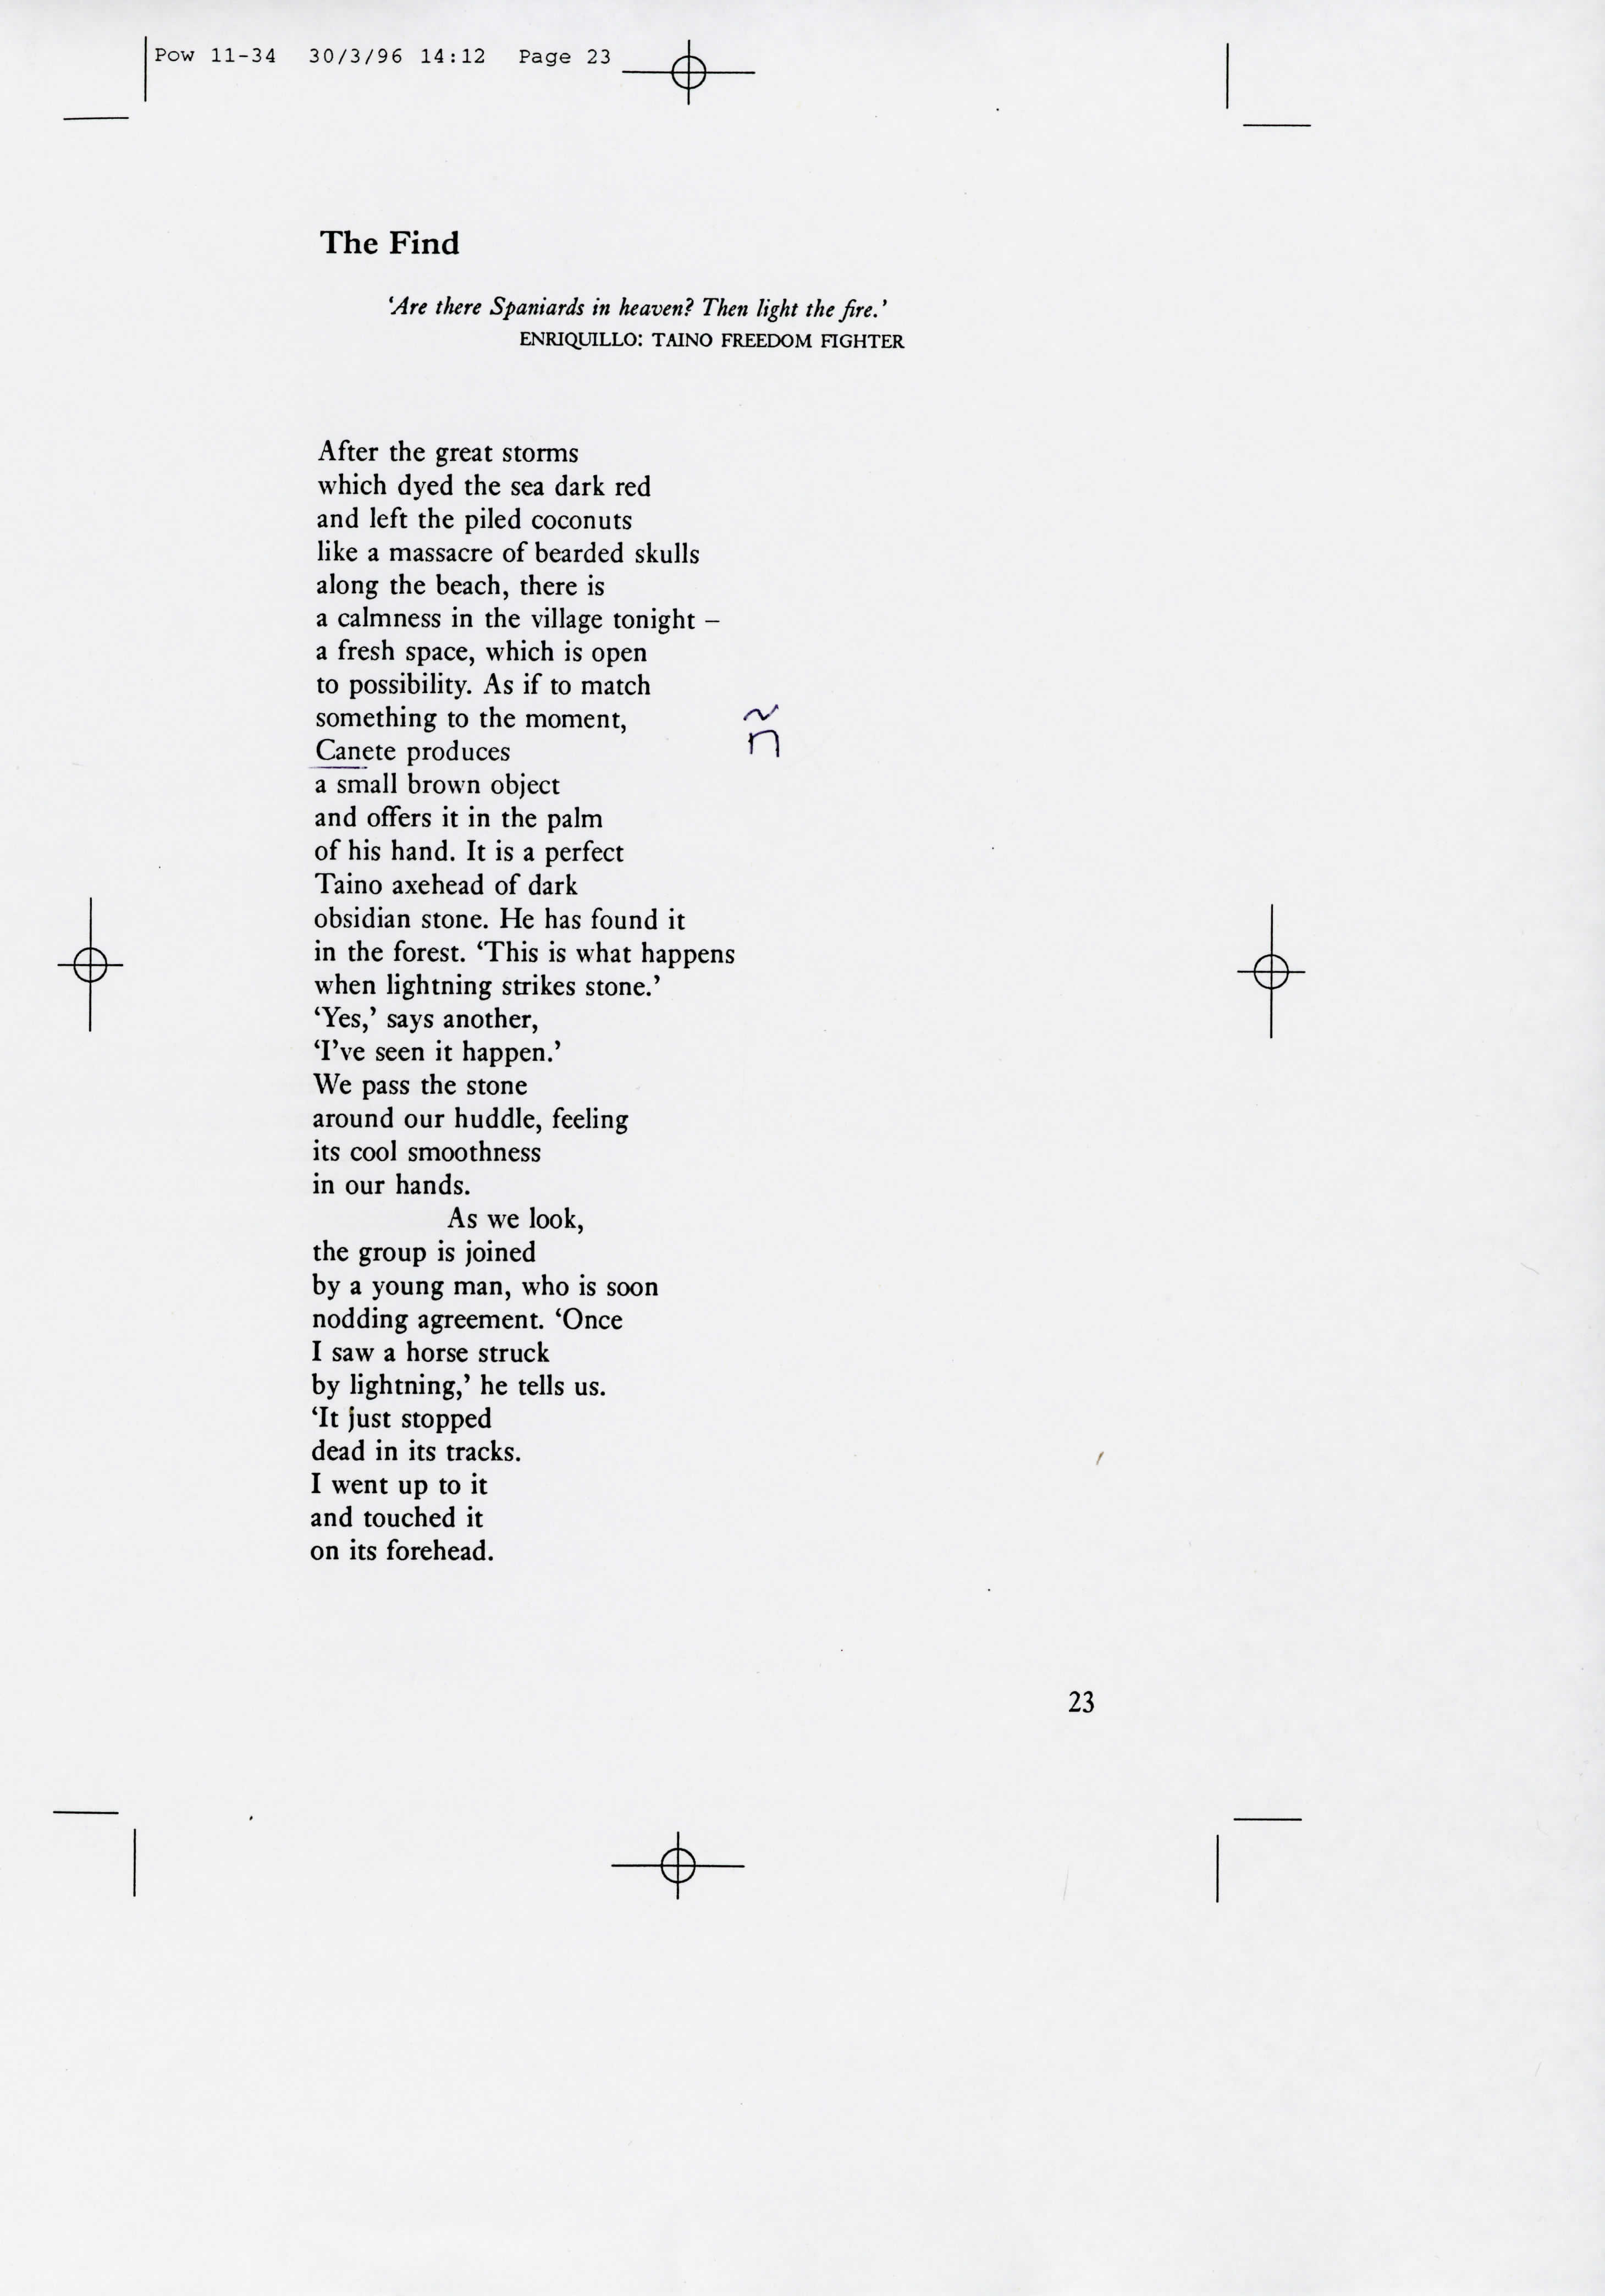 Pow 11-34 30/3/96 14:12 Page 23
The Find
‘Are there Spaniards in heaven? Then light the fire.’
ENRIQUILLO: TAINO FREEDOM FIGHTER
After the great storms
which dyed the sea dark red
and left the piled coconuts
like a massacre of bearded skulls
along the beach, there is
a calmness in the village tonight –
a fresh space, which is open
to possibility. As if to match
something to the moment,
Canete produces
ñ
a small brown object
and offers it in the palm
of his hand. It is a perfect
Taino axehead of dark
obsidian stone. He has found it
in the forest. ‘This is what happens
when lightning strikes stone.’
‘Yes,’ says another,
‘I’ve seen it happen.’
We pass the stone
around our huddle, feeling
its cool smoothness
in our hands.
As we look,
the group is joined
by a young man, who is soon
nodding agreement. ‘Once
I saw a horse struck
by lightning,’ he tells us.
‘It just stopped
dead in its tracks.
I went up to it
and touched it
on its forehead.
23